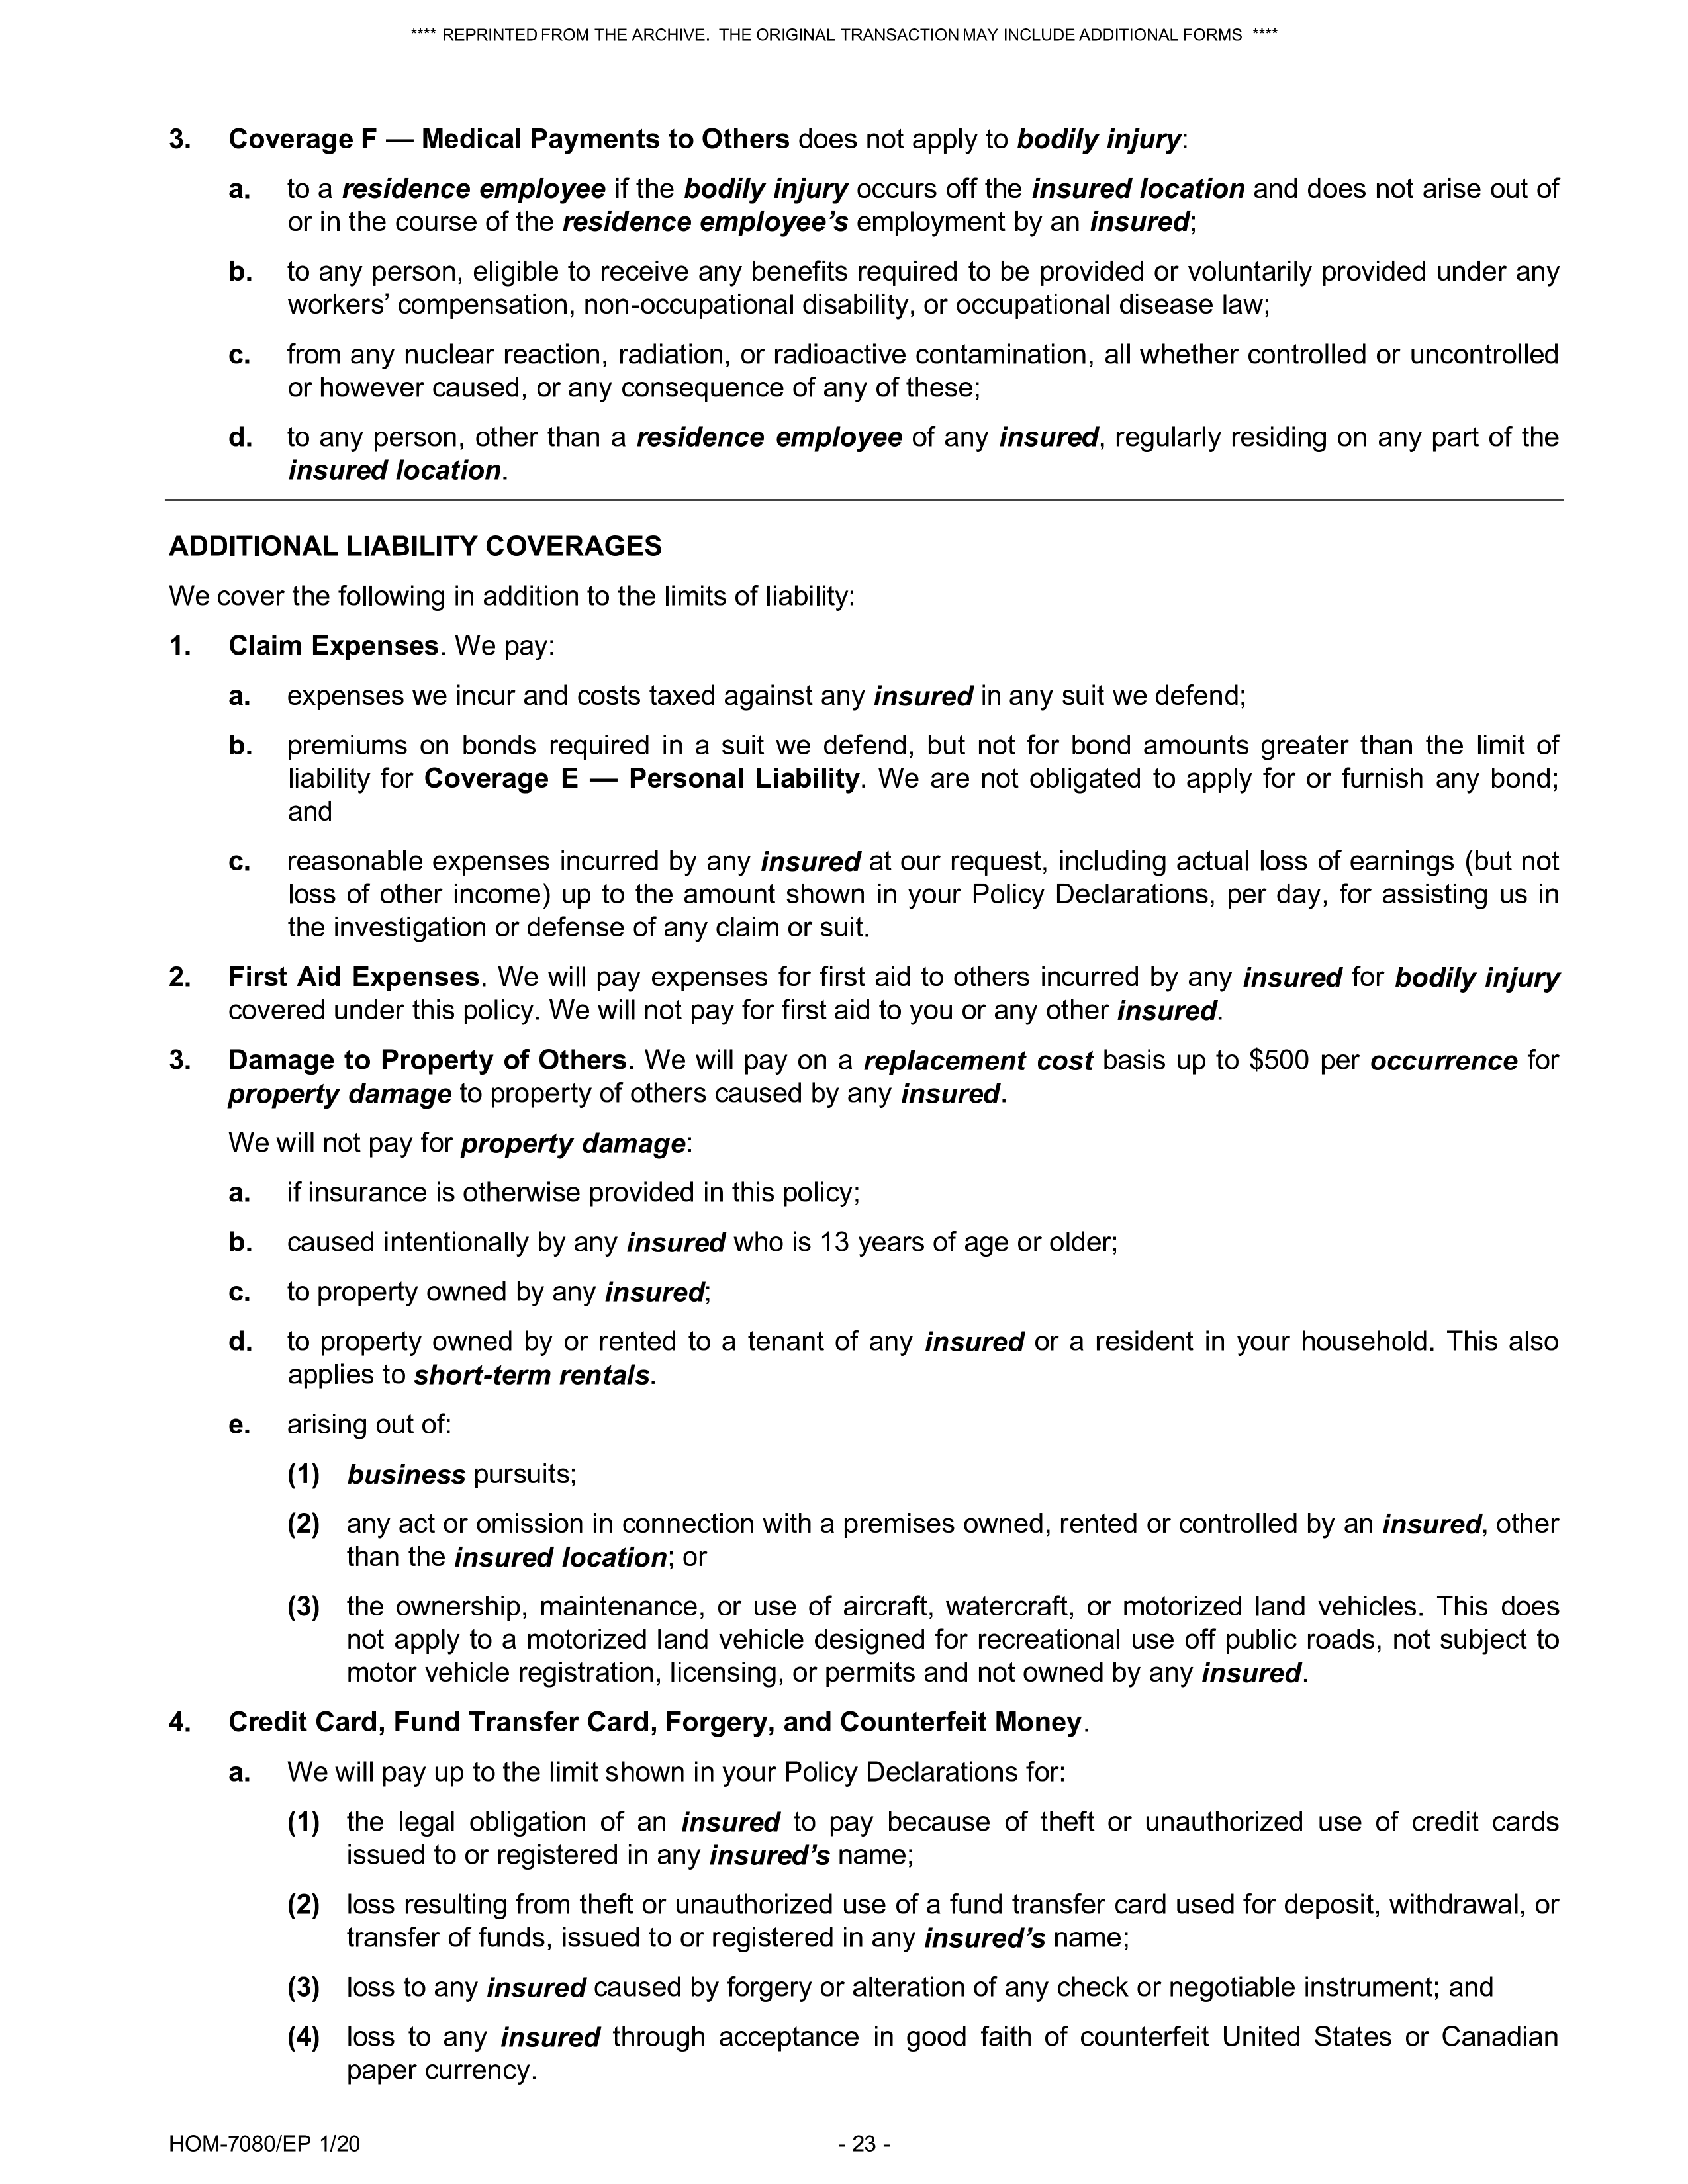 **** REPRINTED FROM THE ARCHIVE. THE ORIGINAL TRANSACTION MAY INCLUDE ADDITIONAL FORMS ****
3. Coverage F — Medical Payments to Others does not apply to bodily injury:
a. to a residence employee if the bodily injury occurs off the insured location and does not arise out of
or in the course of the residence employee’s employment by an insured;
b. to any person, eligible to receive any benefits required to be provided or voluntarily provided under any
workers’ compensation, non-occupational disability, or occupational disease law;
c. from any nuclear reaction, radiation, or radioactive contamination, all whether controlled or uncontrolled
or however caused, or any consequence of any of these;
d. to any person, other than a residence employee of any insured, regularly residing on any part of the
insured location.
ADDITIONAL LIABILITY COVERAGES
We cover the following in addition to the limits of liability:
1. Claim Expenses. We pay:
a. expenses we incur and costs taxed against any insured in any suit we defend;
b. premiums on bonds required in a suit we defend, but not for bond amounts greater than the limit of
liability for Coverage E — Personal Liability. We are not obligated to apply for or furnish any bond;
and
c. reasonable expenses incurred by any insured at our request, including actual loss of earnings (but not
loss of other income) up to the amount shown in your Policy Declarations, per day, for assisting us in
the investigation or defense of any claim or suit.
2. First Aid Expenses. We will pay expenses for first aid to others incurred by any insured for bodily injury
covered under this policy. We will not pay for first aid to you or any other insured.
3. Damage to Property of Others. We will pay on a replacement cost basis up to $500 per occurrence for
property damage to property of others caused by any insured.
We will not pay for property damage:
a. if insurance is otherwise provided in this policy;
b. caused intentionally by any insured who is 13 years of age or older;
c. to property owned by any insured;
d. to property owned by or rented to a tenant of any insured or a resident in your household. This also
applies to short-term rentals.
e. arising out of:
(1) business pursuits;
(2) any act or omission in connection with a premises owned, rented or controlled by an insured, other
than the insured location; or
(3) the ownership, maintenance, or use of aircraft, watercraft, or motorized land vehicles. This does
not apply to a motorized land vehicle designed for recreational use off public roads, not subject to
motor vehicle registration, licensing, or permits and not owned by any insured.
4. Credit Card, Fund Transfer Card, Forgery, and Counterfeit Money.
a. We will pay up to the limit shown in your Policy Declarations for:
(1) the legal obligation of an insured to pay because of theft or unauthorized use of credit cards
issued to or registered in any insured’s name;
(2) loss resulting from theft or unauthorized use of a fund transfer card used for deposit, withdrawal, or
transfer of funds, issued to or registered in any insured’s name;
(3) loss to any insured caused by forgery or alteration of any check or negotiable instrument; and
(4) loss to any insured through acceptance in good faith of counterfeit United States or Canadian
paper currency.
HOM-7080/EP 1/20 - 23 -